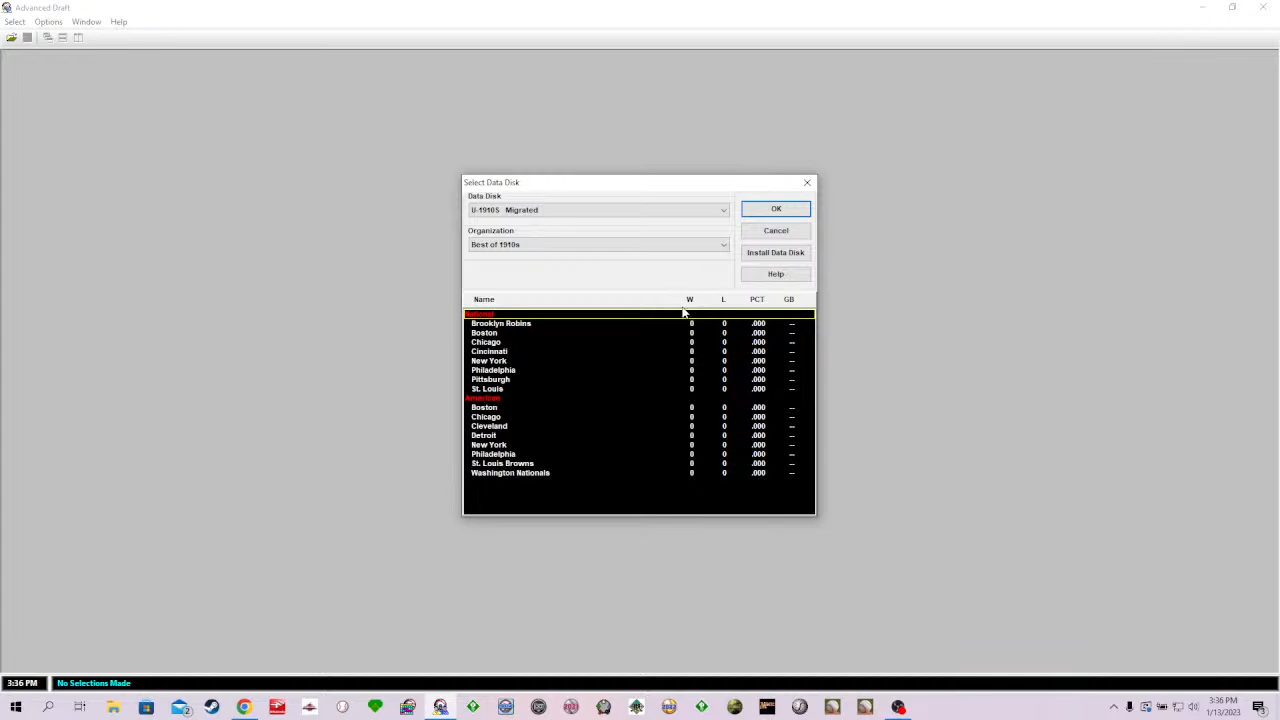 Advanced Draft
Select Options Window Help
Select Data Disk
Data Disk
U-1910S Migrated
OK
Organization
Cancel
Best of 1910s
Install Data Disk
Help
Name W L PCT GB
National
Brooklyn Robins 0 0 .000 --
Boston 0 0 .000 --
Chicago 0 0 .000 --
Cincinnati 0 0 .000 --
New York 0 0 .000 --
Philadelphia 0 0 .000 --
Pittsburgh 0 0 .000 --
St. Louis 0 0 .000 --
American
Boston 0 0 .000 --
Chicago 0 0 .000 --
Cleveland 0 0 .000 --
Detroit 0 0 .000 --
New York 0 0 .000 --
Philadelphia 0 0 .000 --
St. Louis Browns 0 0 .000 --
Washington Nationals 0 0 .000 --
3:36 PM No Selections Made
3:36 PM
1/13/2023